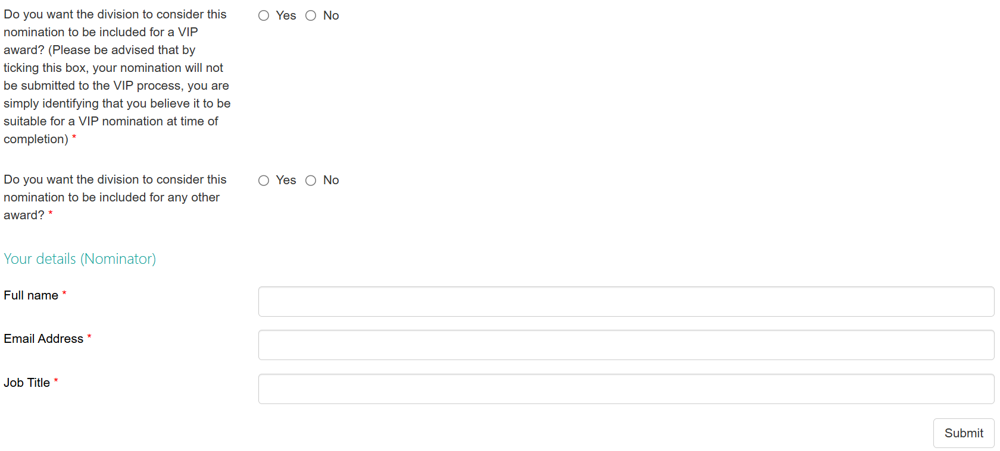 Do you want the division to consider this
nomination to be included for a VIP
award? (Please be advised that by
ticking this box, your nomination will not
be submitted to the VIP process, you are
simply identifying that you believe it to be
suitable for a VIP nomination at time of
completion) *
Yes No
Do you want the division to consider this
nomination to be included for any other
award? *
Yes No
Your details (Nominator)
Full name *
Email Address *
Job Title *
Submit